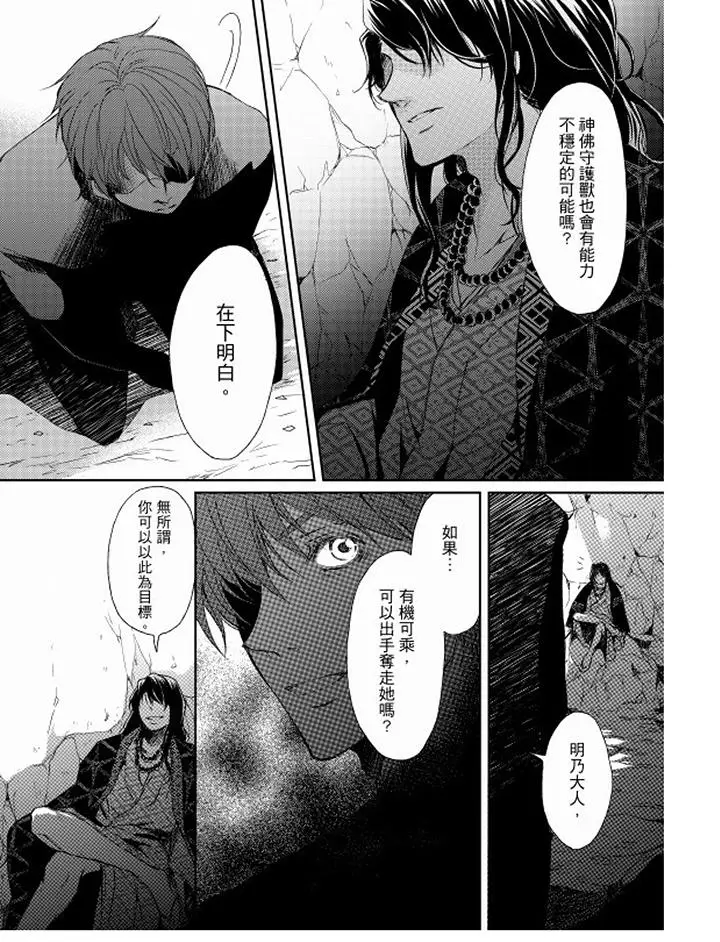 神佛守護獸也會有能力
不穩定的可能嗎？
在下明白。
明乃大人，
如果…
有機可乘，
可以出手奪走她嗎？
無所謂，
你可以以此為目標。